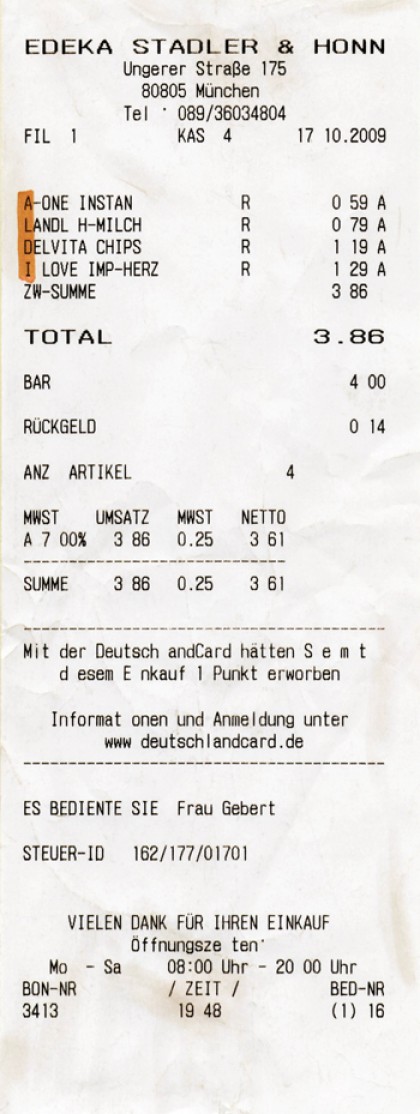 EDEKA STADLER & HONN
Ungerer Straße 175
80805 München
Tel · 089/36034804
FIL 1 KAS 4 17 10.2009
A-ONE INSTAN R 0 59 A
LANDL H-MILCH R 0 79 A
DELVITA CHIPS R 1 19 A
I LOVE IMP-HERZ R 1 29 A
ZW-SUMME 3 86
TOTAL 3.86
BAR 4 00
RÜCKGELD 0 14
ANZ ARTIKEL 4
MWST UMSATZ MWST NETTO
A 7 00% 3 86 0.25 3 61
SUMME 3 86 0.25 3 61
Mit der Deutsch andCard hätten S e m t
d esem E nkauf 1 Punkt erworben
Informat onen und Anmeldung unter
www deutschlandcard.de
ES BEDIENTE SIE Frau Gebert
STEUER-ID 162/177/01701
VIELEN DANK FÜR IHREN EINKAUF
Öffnungsze ten·
Mo - Sa 08:00 Uhr - 20 00 Uhr
BON-NR / ZEIT / BED-NR
3413 19 48 (1) 16